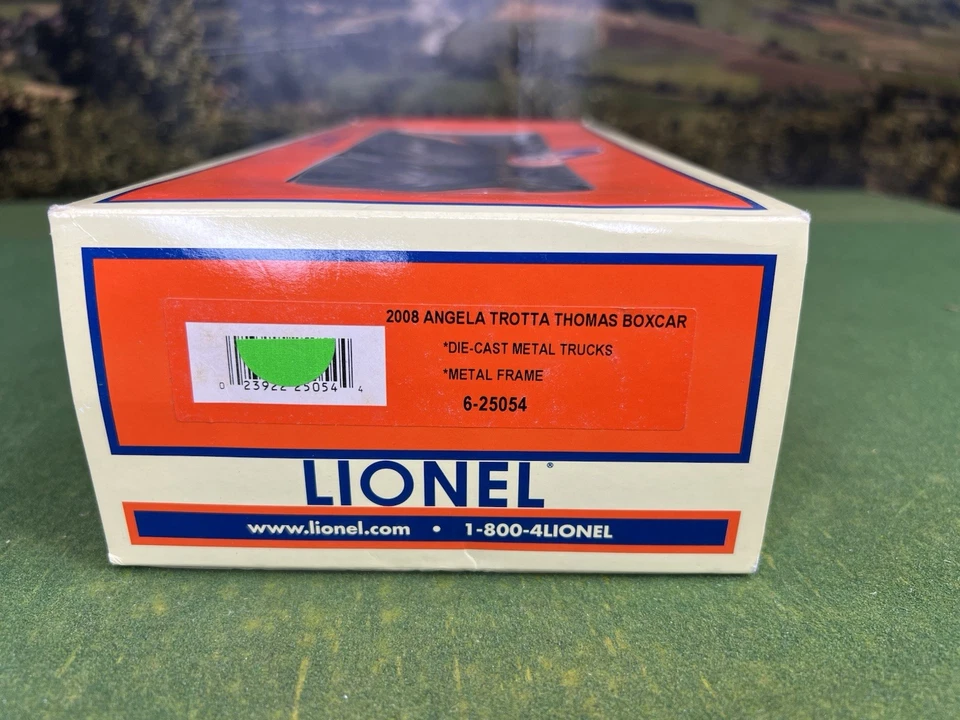 2008 ANGELA TROTTA THOMAS BOXCAR
*DIE-CAST METAL TRUCKS
*METAL FRAME
6-25054
0 23922 25054 4
LIONEL®
www.lionel.com • 1-800-4LIONEL